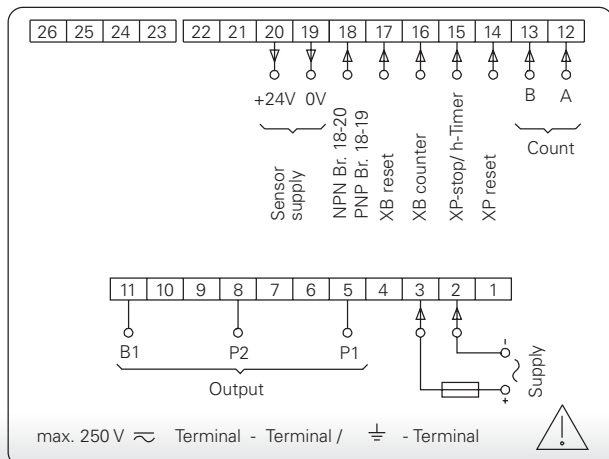 26 25 24 23 22 21 20 19 18 17 16 15 14 13 12
+24V 0V
B A
Sensor
supply
NPN Br. 18-20
PNP Br. 18-19
XB reset
XB counter
XP-stop/ h-Timer
XP reset
Count
11 10 9 8 7 6 5 4 3 2 1
B1 P2 P1
Output
-
+
Supply
max. 250 V ⎓ Terminal - Terminal / ⏚ - Terminal
!